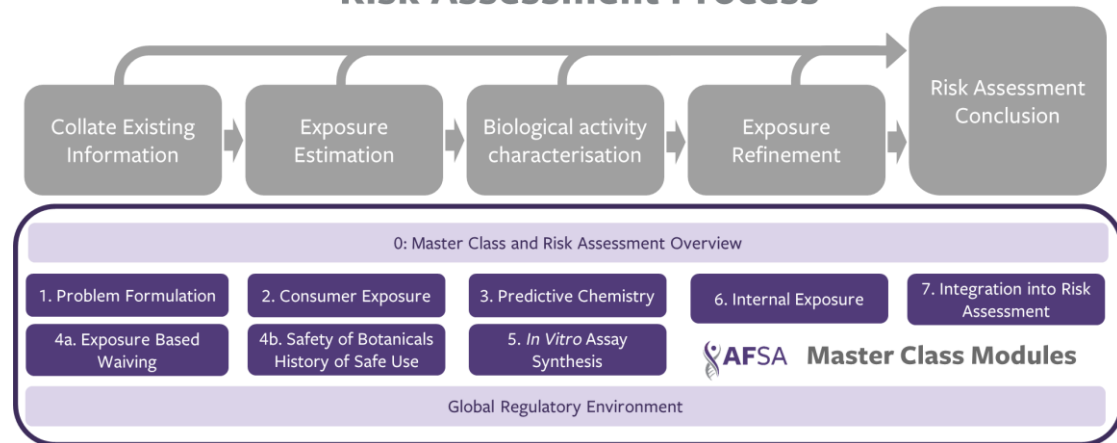 Risk Assessment Process
Collate Existing
Information
Exposure
Estimation
Biological activity
characterisation
Exposure
Refinement
Risk Assessment
Conclusion
0: Master Class and Risk Assessment Overview
1. Problem Formulation
2. Consumer Exposure
3. Predictive Chemistry
6. Internal Exposure
7. Integration into Risk
Assessment
4a. Exposure Based
Waiving
4b. Safety of Botanicals
History of Safe Use
5. In Vitro Assay
Synthesis
AFSA Master Class Modules
Global Regulatory Environment